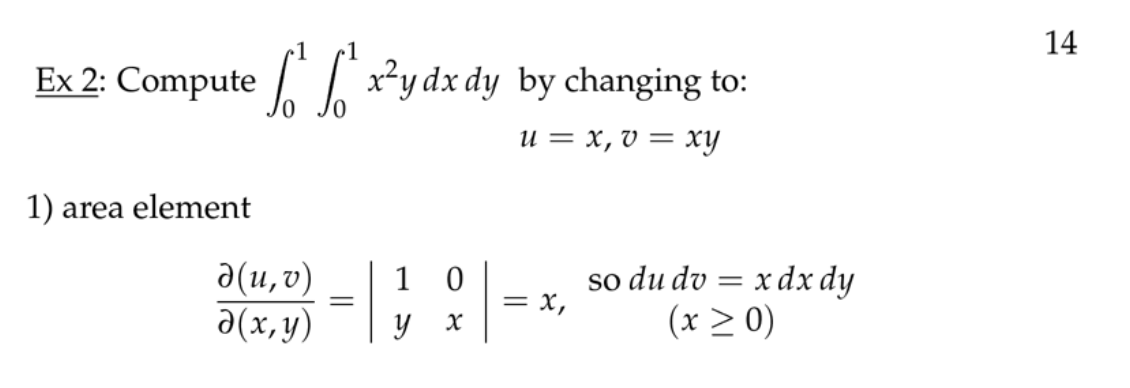 14
Ex 2: Compute ∫₀¹ ∫₀¹ x²y dx dy by changing to:
u = x, v = xy
1) area element
∂(u, v)/∂(x, y) = | 1 0 ; y x | = x, so du dv = x dx dy
(x ≥ 0)